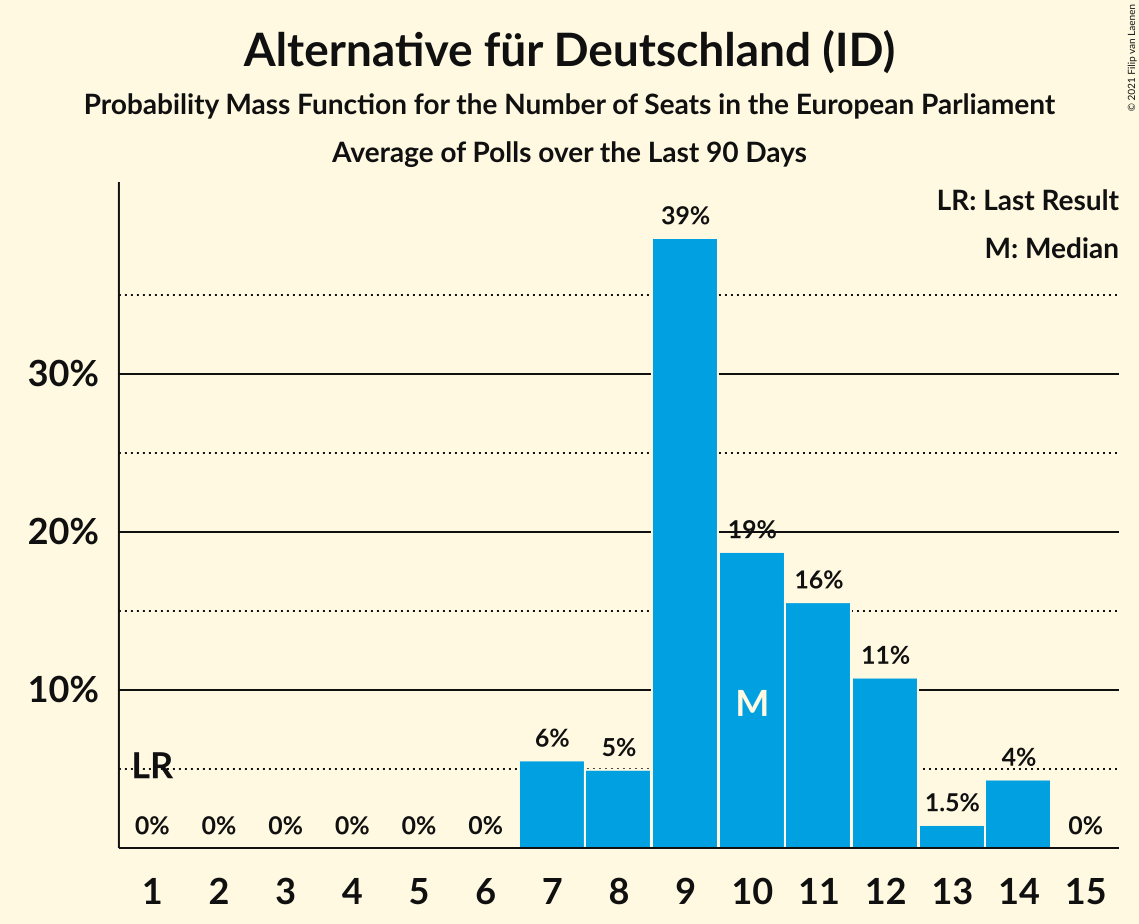 Alternative für Deutschland (ID)
Probability Mass Function for the Number of Seats in the European Parliament
Average of Polls over the Last 90 Days
© 2021 Filip van Laenen
LR: Last Result
M: Median
39%
30%
20%
19%
16%
11%
10%
M
6%
5%
LR
4%
1.5%
0% 0% 0% 0% 0% 0% 0%
1 2 3 4 5 6 7 8 9 10 11 12 13 14 15